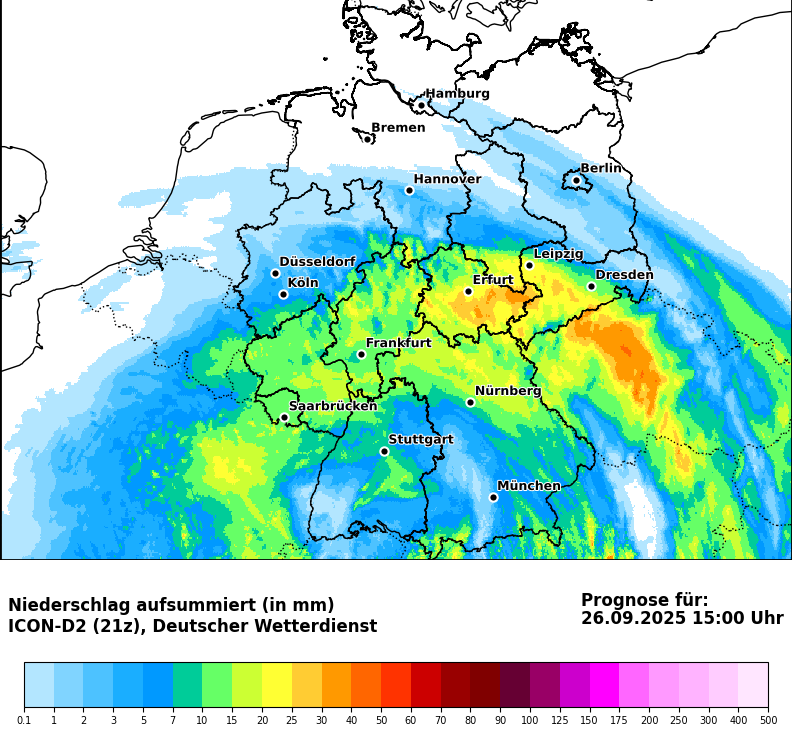 Hamburg
Bremen
Berlin
Hannover
Leipzig
Düsseldorf
Dresden
Köln
Erfurt
Frankfurt
Nürnberg
Saarbrücken
Stuttgart
München
Niederschlag aufsummiert (in mm)
ICON-D2 (21z), Deutscher Wetterdienst
Prognose für:
26.09.2025 15:00 Uhr
0.1 1 2 3 5 7 10 15 20 25 30 40 50 60 70 80 90 100 125 150 175 200 250 300 400 500